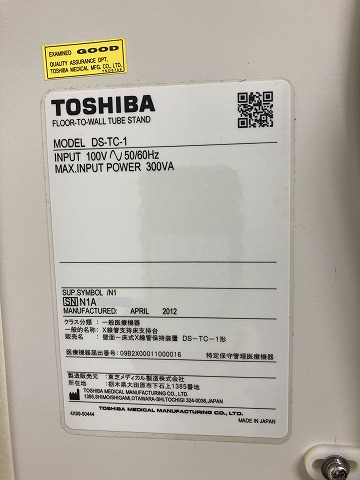 EXAMINED GOOD
QUALITY ASSURANCE DPT.
TOSHIBA MEDICAL MFG. CO., LTD.
TOSHIBA
FLOOR-TO-WALL TUBE STAND
MODEL DS-TC-1
INPUT 100V 50/60Hz
MAX.INPUT POWER 300VA
SUP.SYMBOL /N1
SN N1A
MANUFACTURED: APRIL 2012
クラス分類 : 一般医療機器
一般的名称 : X線管支持床支持台
販売名 : 壁面一床式X線管保持装置 DS-TC-1形
医療機器届出番号 : 09B2X00011000016 特定保守管理医療機器
製造販売元 : 東芝メディカル製造株式会社
所在地 : 栃木県大田原市下石上1385番地
TOSHIBA MEDICAL MANUFACTURING CO., LTD.
1385,SHIMOISHIGAMI,OTAWARA-SHI,TOCHIGI 324-0036,JAPAN
TOSHIBA MEDICAL MANUFACTURING CO., LTD.
4X99-50444 MADE IN JAPAN